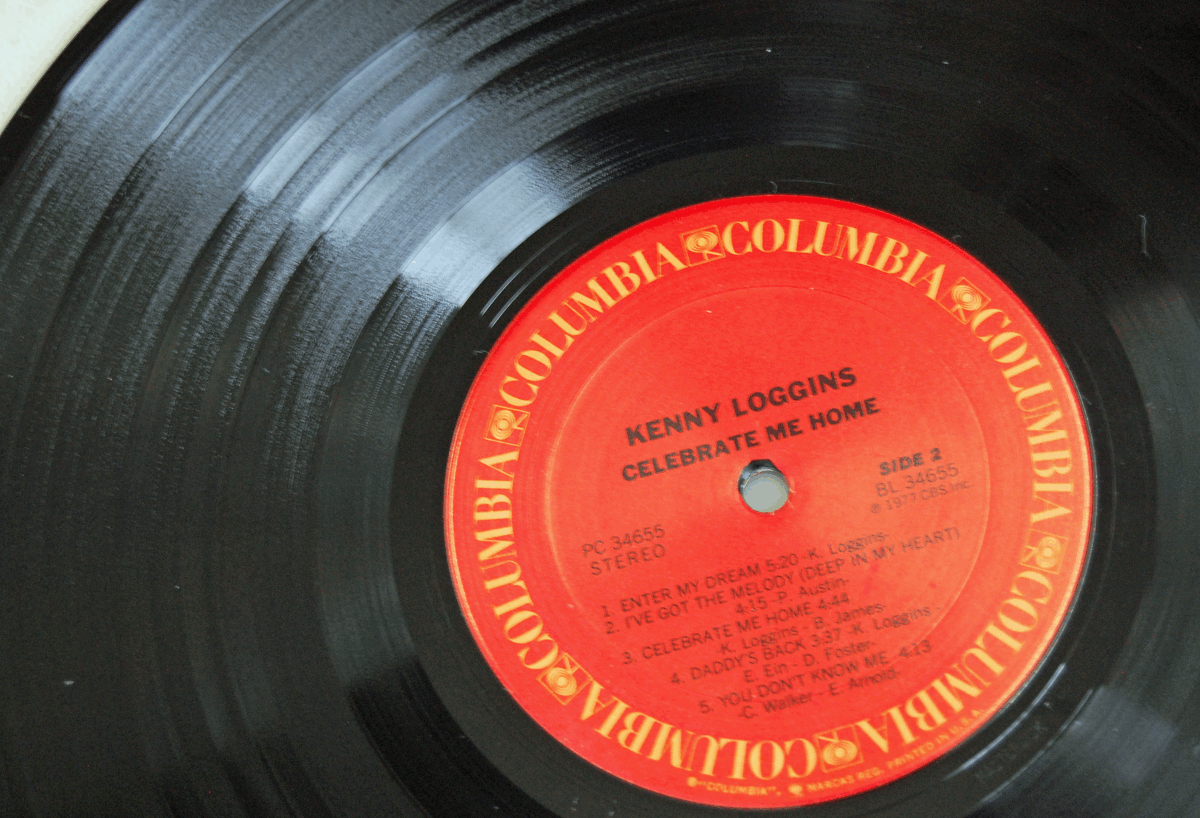 COLUMBIA COLUMBIA COLUMBIA COLUMBIA COLUMBIA COLUMBIA COLUMBIA
KENNY LOGGINS
CELEBRATE ME HOME
SIDE 2
BL 34655
℗ 1977 CBS Inc.
PC 34655
STEREO
1. ENTER MY DREAM 5:20 -K. Loggins-
2. I'VE GOT THE MELODY (DEEP IN MY HEART)
4:15 -P. Austin-
3. CELEBRATE ME HOME 4:44
-K. Loggins - B. James-
4. DADDY'S BACK 3:37 -K. Loggins
E. Ein - D. Foster-
5. YOU DON'T KNOW ME 4:13
-C. Walker - E. Arnold-
® "COLUMBIA", MARCAS REG. PRINTED IN U.S.A.